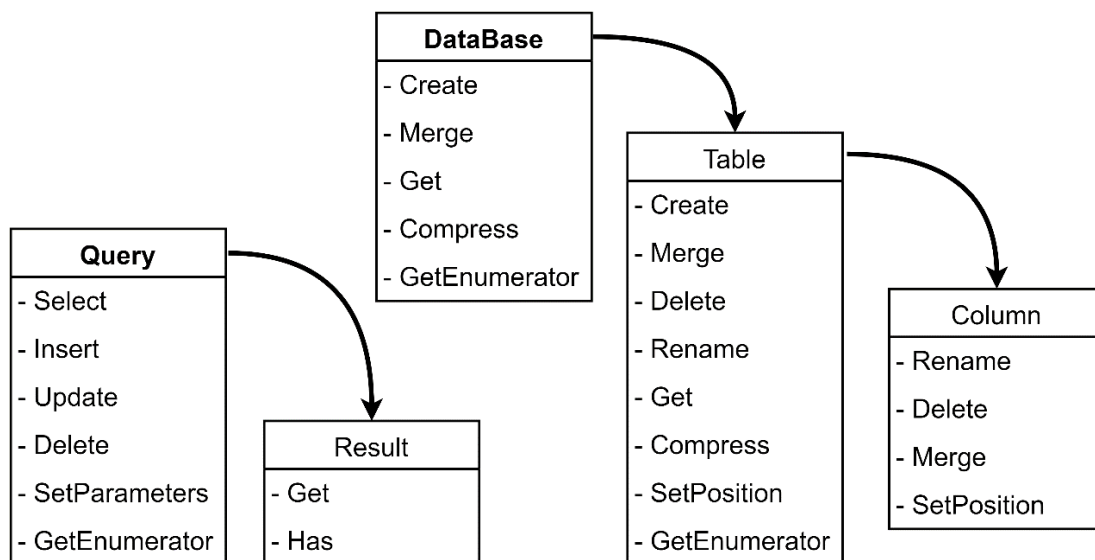 DataBase
- Create
- Merge
- Get
- Compress
- GetEnumerator
Table
- Create
- Merge
- Delete
- Rename
- Get
- Compress
- SetPosition
- GetEnumerator
Column
- Rename
- Delete
- Merge
- SetPosition
Query
- Select
- Insert
- Update
- Delete
- SetParameters
- GetEnumerator
Result
- Get
- Has